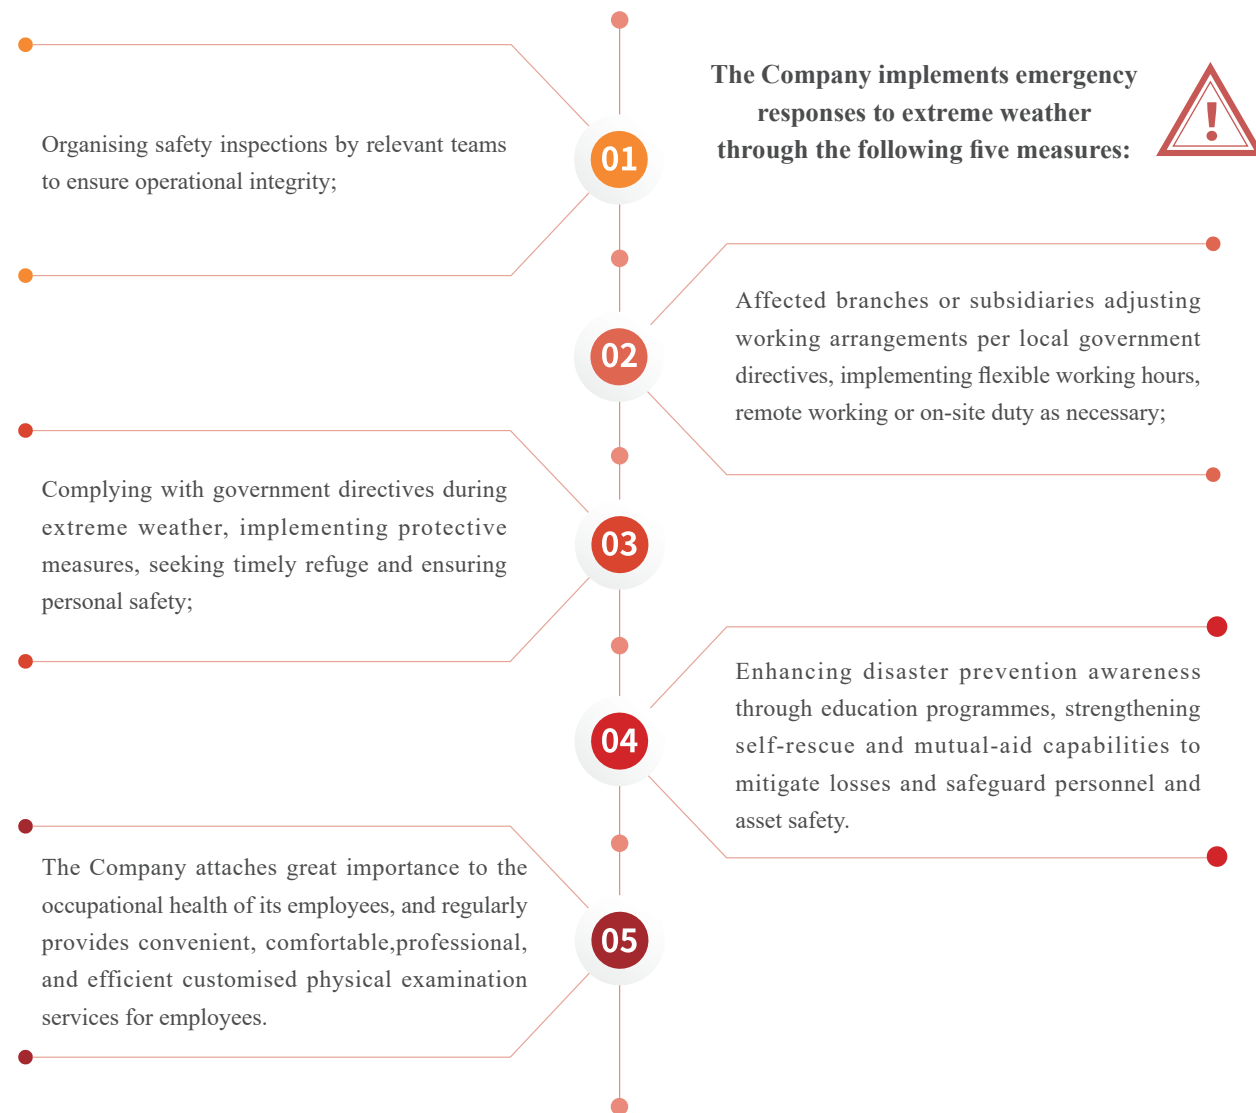 The Company implements emergency
responses to extreme weather
through the following five measures:
!
01
Organising safety inspections by relevant teams
to ensure operational integrity;
02
Affected branches or subsidiaries adjusting
working arrangements per local government
directives, implementing flexible working hours,
remote working or on-site duty as necessary;
03
Complying with government directives during
extreme weather, implementing protective
measures, seeking timely refuge and ensuring
personal safety;
04
Enhancing disaster prevention awareness
through education programmes, strengthening
self-rescue and mutual-aid capabilities to
mitigate losses and safeguard personnel and
asset safety.
05
The Company attaches great importance to the
occupational health of its employees, and regularly
provides convenient, comfortable,professional,
and efficient customised physical examination
services for employees.